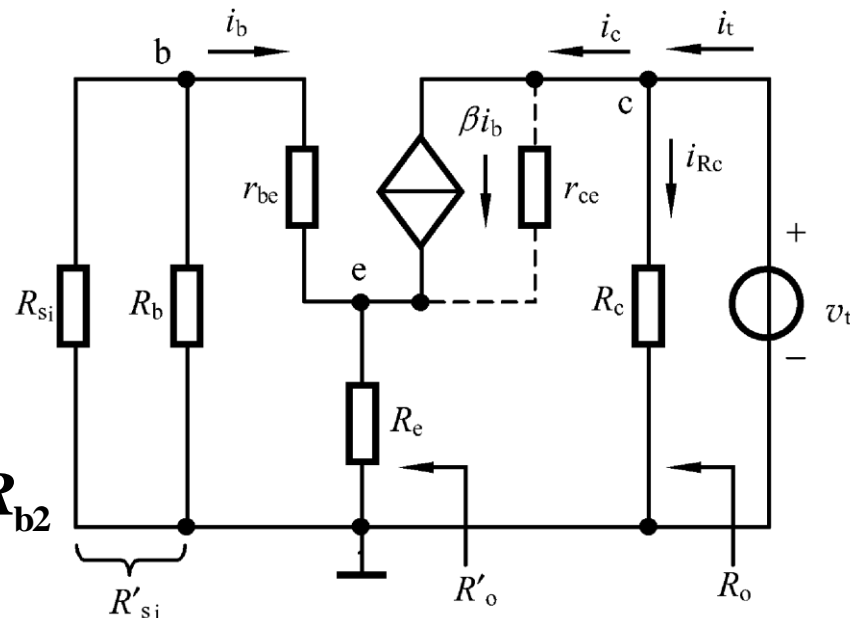 i_b
i_c
i_t
b
c
βi_b
i_Rc
r_be
r_ce
+
e
R_si
R_b
R_c
v_t
−
R_e
R_b2
R'_si
R'_o
R_o